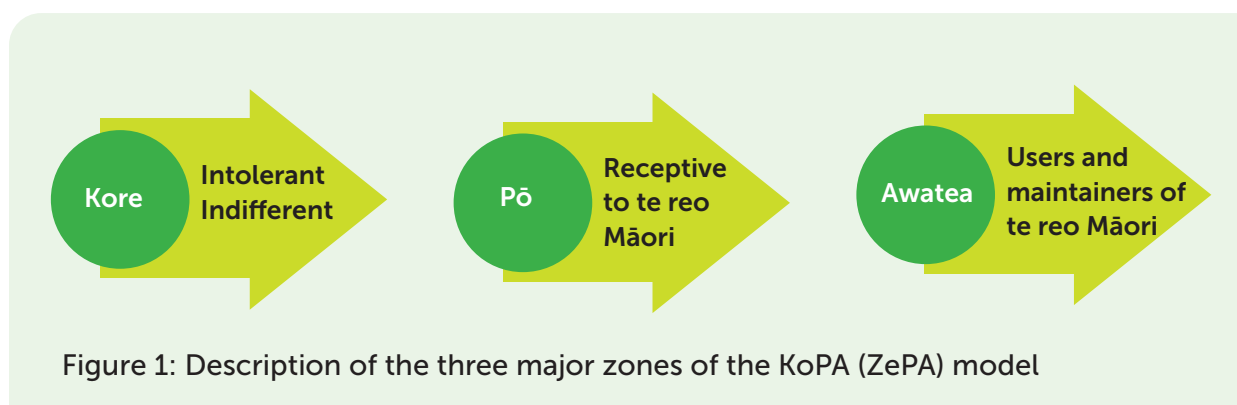 Kore
Intolerant
Indifferent
Pō
Receptive
to te reo
Māori
Awatea
Users and
maintainers of
te reo Māori
Figure 1: Description of the three major zones of the KoPA (ZePA) model